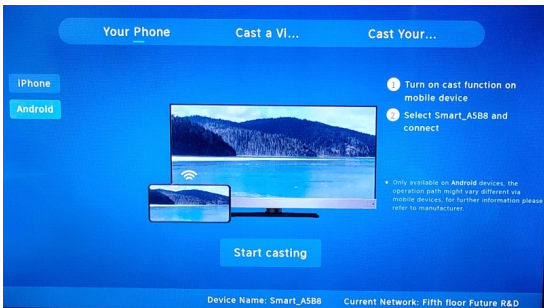 Your Phone
Cast a Vi...
Cast Your...
iPhone
Android
1 Turn on cast function on
mobile device
2 Select Smart_A5B8 and
connect
• Only available on Android devices, the
operation path might vary different via
mobile devices, for further information please
refer to manufacturer.
Start casting
Device Name: Smart_A5B8
Current Network: Fifth floor Future R&D